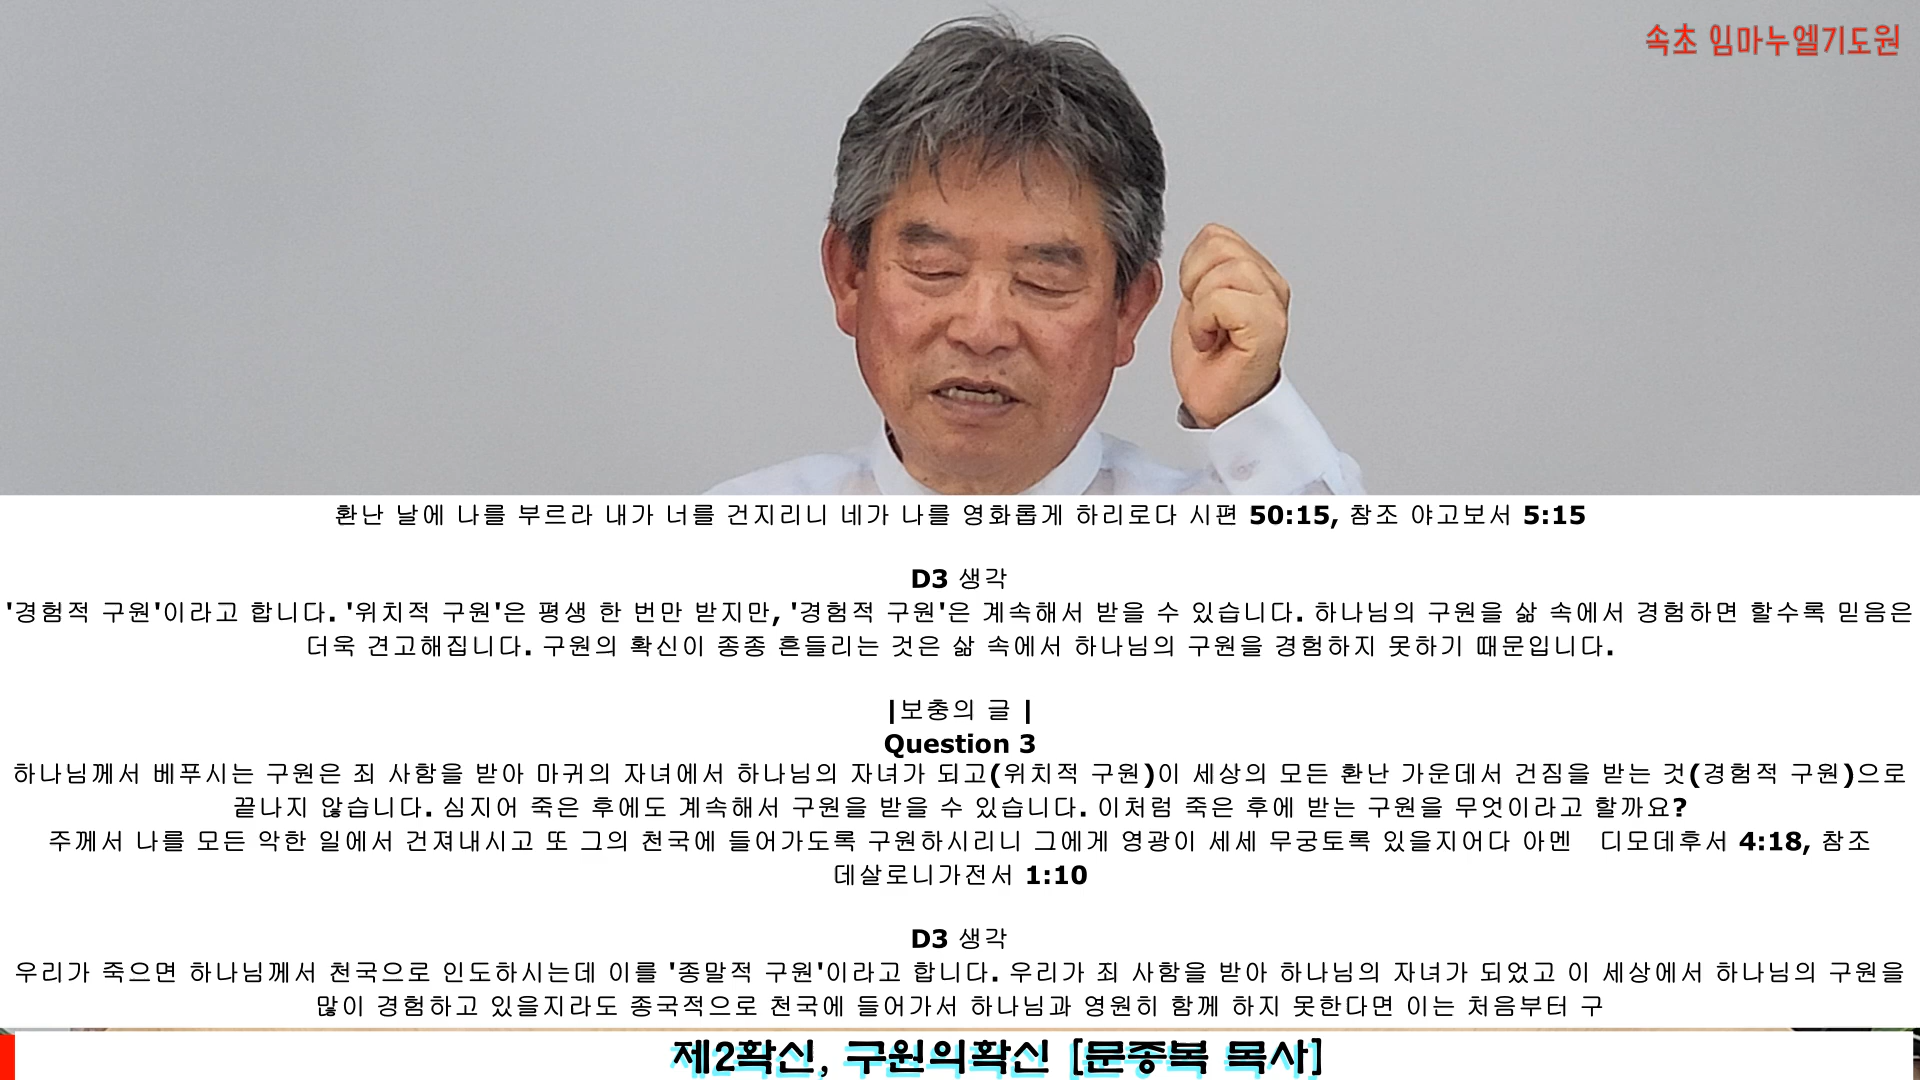 속초 임마누엘기도원
환난 날에 나를 부르라 내가 너를 건지리니 네가 나를 영화롭게 하리로다 시편 50:15, 참조 야고보서 5:15
D3 생각
'경험적 구원'이라고 합니다. '위치적 구원'은 평생 한 번만 받지만, '경험적 구원'은 계속해서 받을 수 있습니다. 하나님의 구원을 삶 속에서 경험하면 할수록 믿음은
더욱 견고해집니다. 구원의 확신이 종종 흔들리는 것은 삶 속에서 하나님의 구원을 경험하지 못하기 때문입니다.
|보충의 글 |
Question 3
하나님께서 베푸시는 구원은 죄 사함을 받아 마귀의 자녀에서 하나님의 자녀가 되고(위치적 구원)이 세상의 모든 환난 가운데서 건짐을 받는 것(경험적 구원)으로
끝나지 않습니다. 심지어 죽은 후에도 계속해서 구원을 받을 수 있습니다. 이처럼 죽은 후에 받는 구원을 무엇이라고 할까요?
주께서 나를 모든 악한 일에서 건져내시고 또 그의 천국에 들어가도록 구원하시리니 그에게 영광이 세세 무궁토록 있을지어다 아멘 디모데후서 4:18, 참조
데살로니가전서 1:10
D3 생각
우리가 죽으면 하나님께서 천국으로 인도하시는데 이를 '종말적 구원'이라고 합니다. 우리가 죄 사함을 받아 하나님의 자녀가 되었고 이 세상에서 하나님의 구원을
많이 경험하고 있을지라도 종국적으로 천국에 들어가서 하나님과 영원히 함께 하지 못한다면 이는 처음부터 구
제2확신, 구원의확신 [문종복 목사]